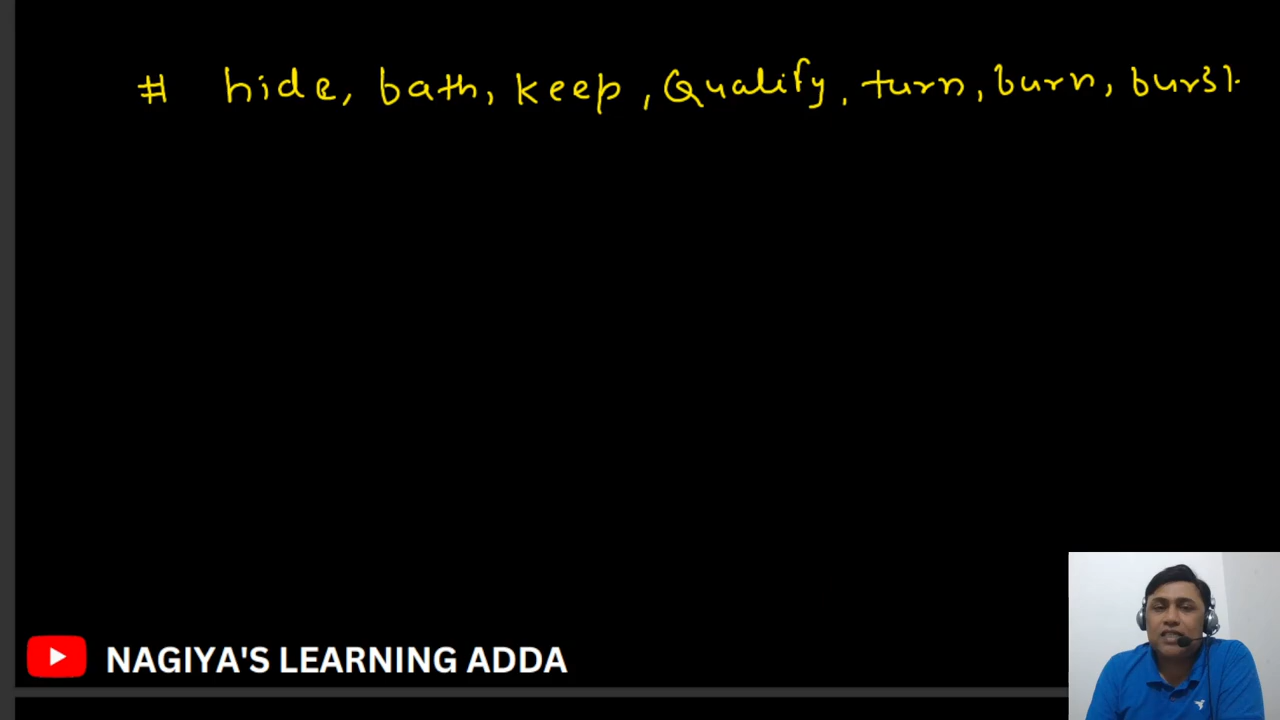 # hide, bath, keep, Qualify, turn, burn, burst.
NAGIYA'S LEARNING ADDA